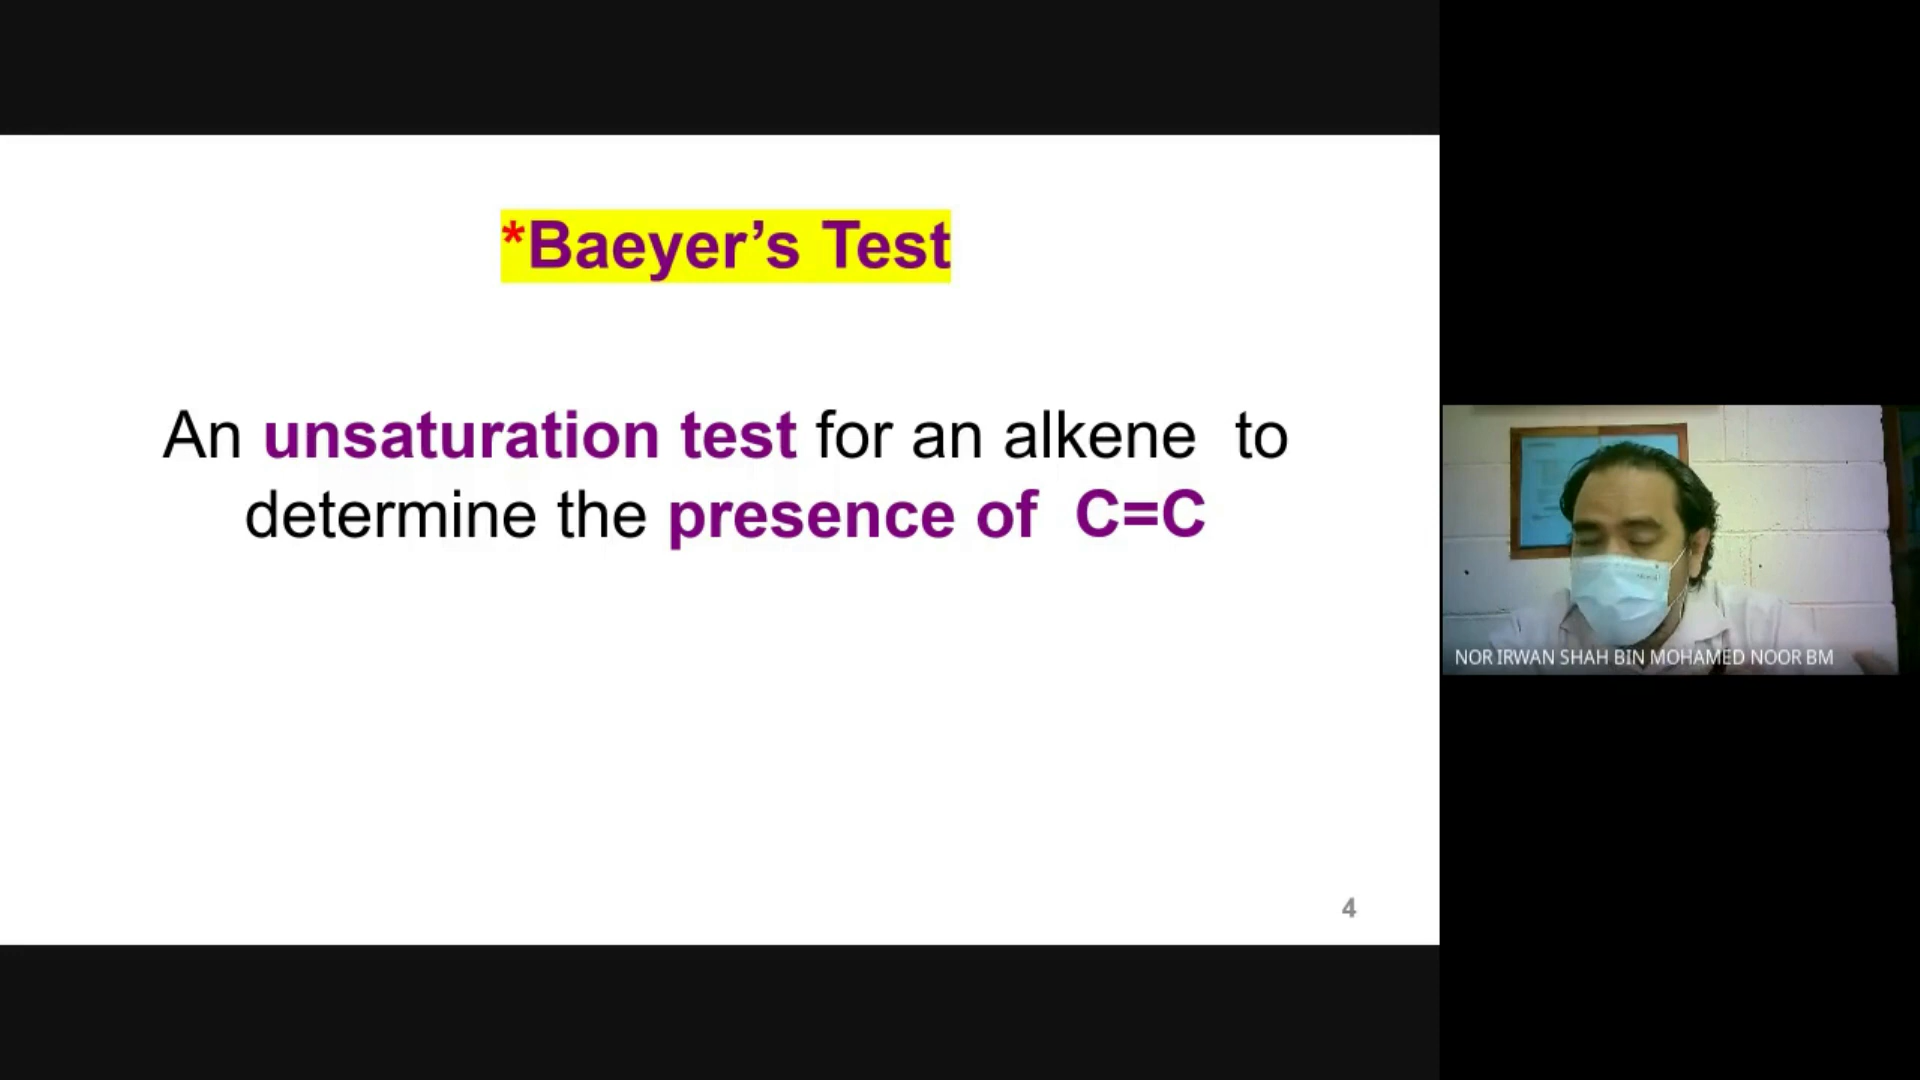 *Baeyer’s Test
An unsaturation test for an alkene  to
determine the presence of  C=C
4
NOR IRWAN SHAH BIN MOHAMED NOOR BM